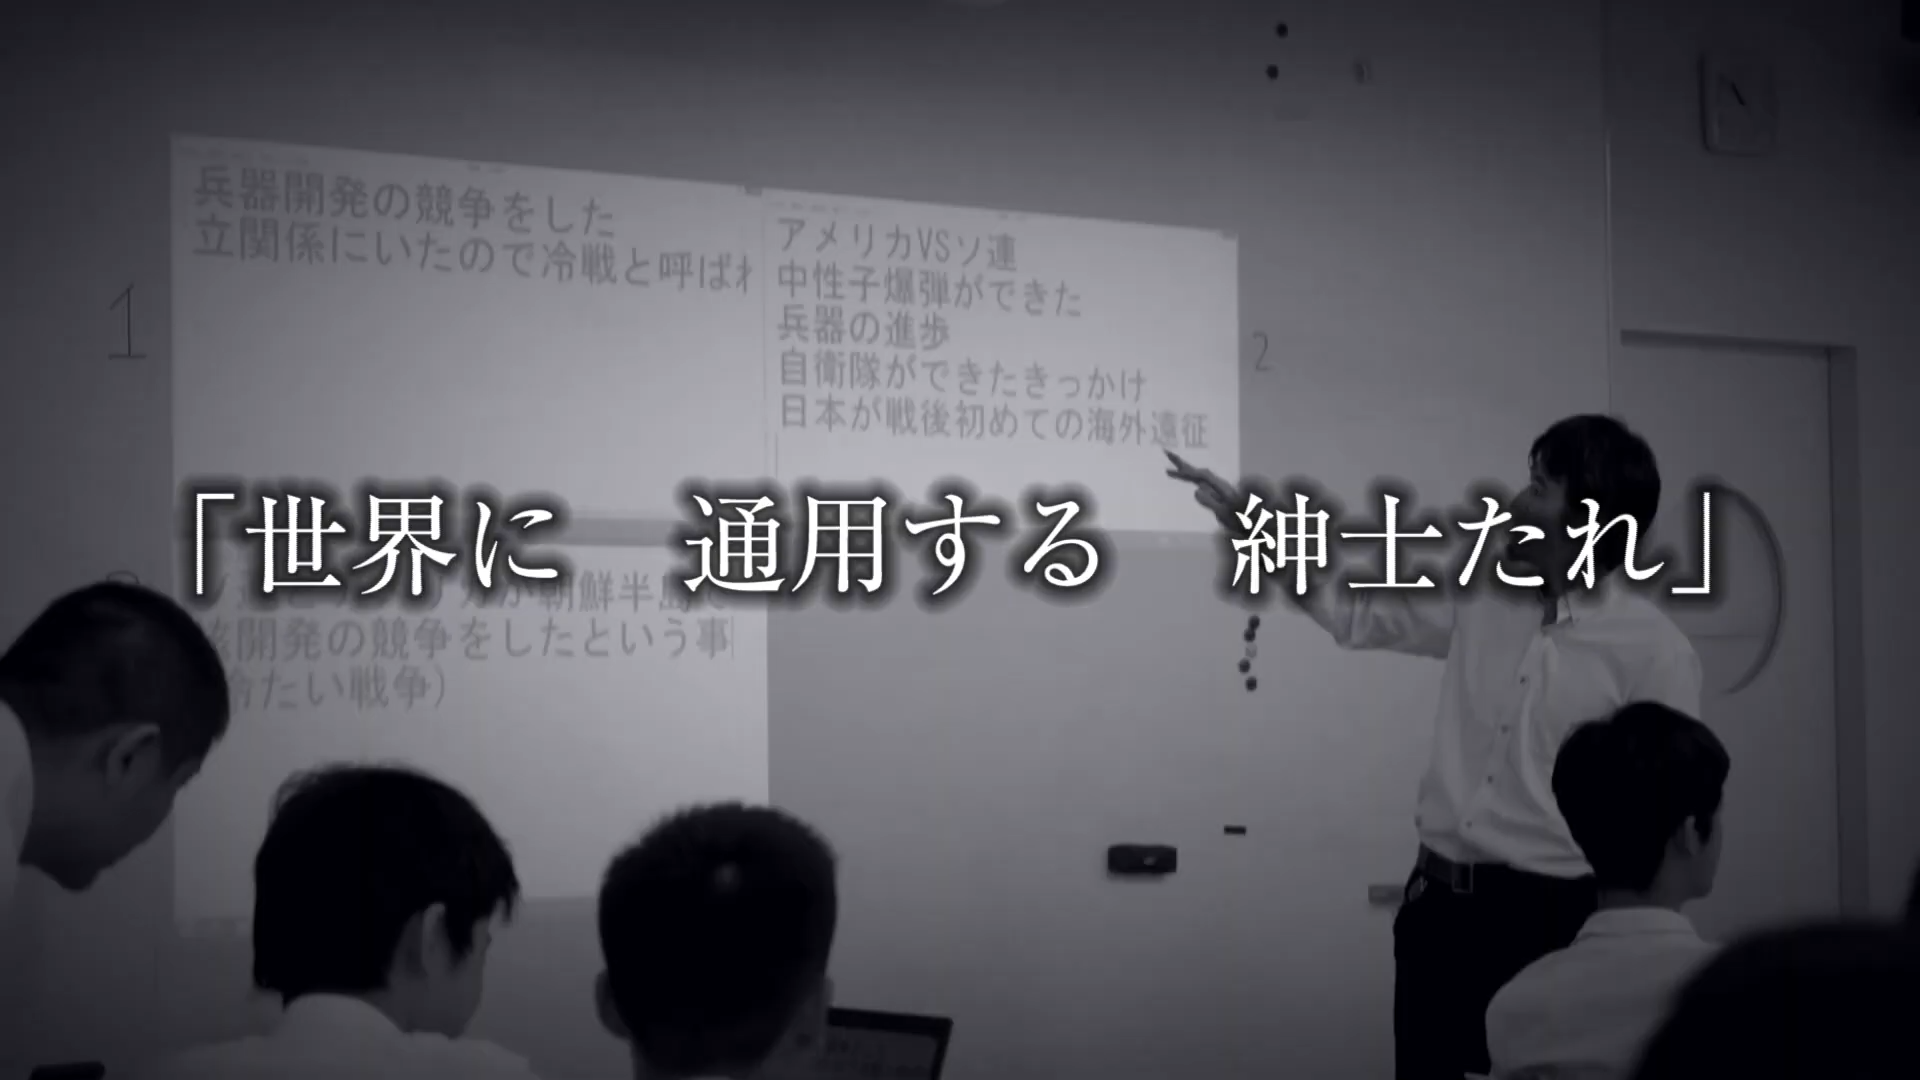 兵器開発の競争をした
立関係にいたので冷戦と呼ば
アメリカVSソ連
中性子爆弾ができた
兵器の進歩
自衛隊ができたきっかけ
日本が戦後初めての海外遠征
1
2
「世界に 通用する 紳士たれ」
朝鮮半島で
開発の競争をしたという事
たい戦争）